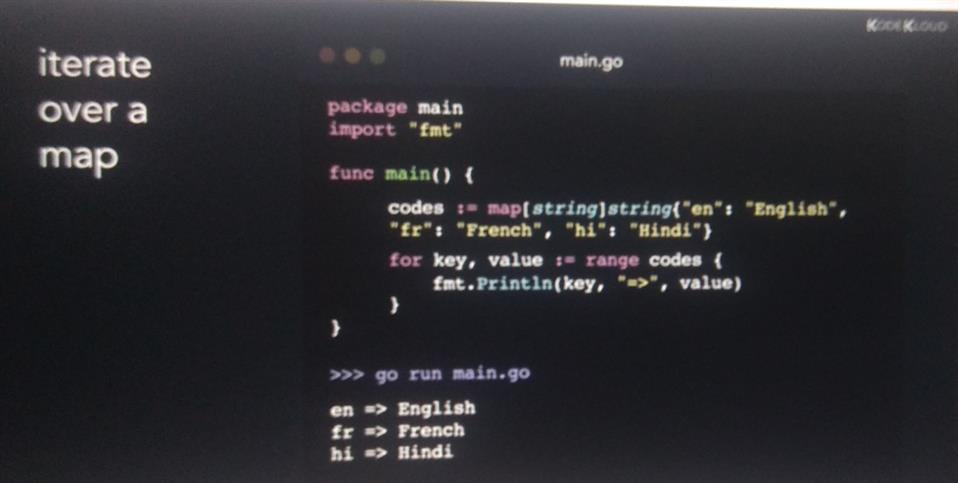 KODEKLOUD
iterate
over a
map
main.go
package main
import "fmt"
func main() {
codes := map[string]string{"en": "English",
"fr": "French", "hi": "Hindi"}
for key, value := range codes {
fmt.Println(key, "=>", value)
}
}
>>> go run main.go
en => English
fr => French
hi => Hindi